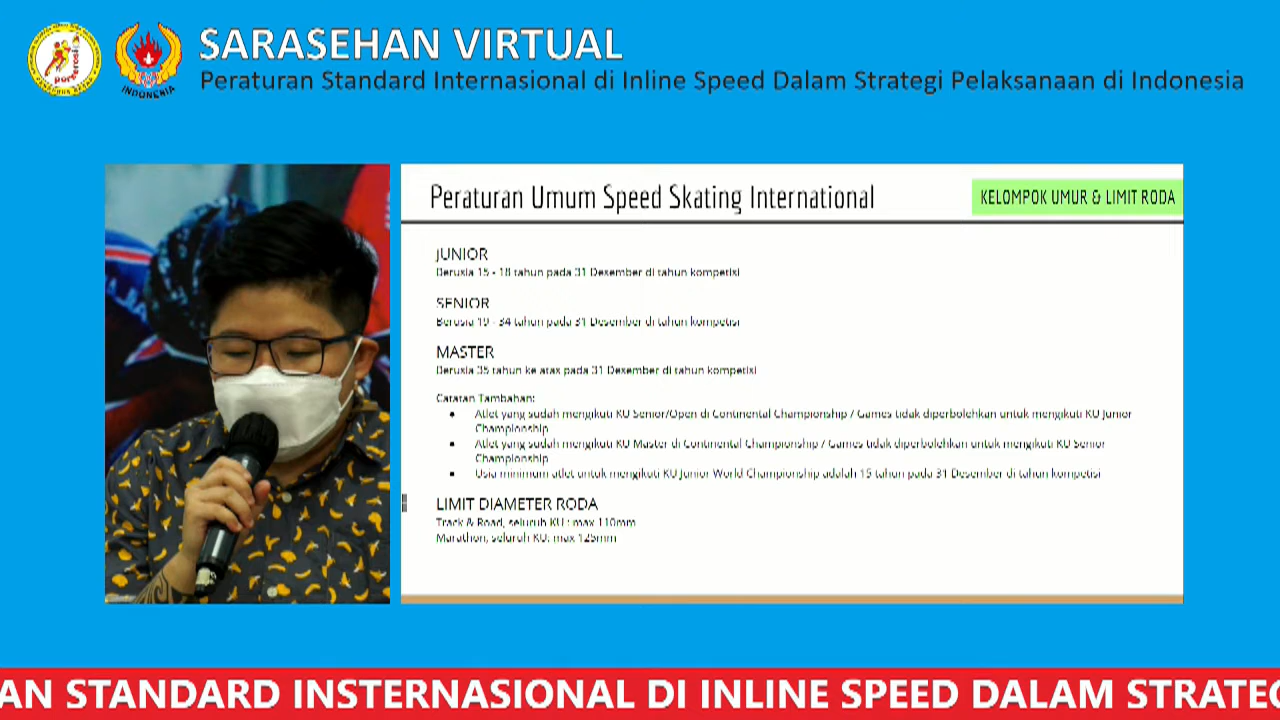 SARASEHAN VIRTUAL
Peraturan Standard Internasional di Inline Speed Dalam Strategi Pelaksanaan di Indonesia
porserosi
INDONESIA
Peraturan Umum Speed Skating International
KELOMPOK UMUR & LIMIT RODA
JUNIOR
Berusia 15 - 18 tahun pada 31 Desember di tahun kompetisi
SENIOR
Berusia 19 - 34 tahun pada 31 Desember di tahun kompetisi
MASTER
Berusia 35 tahun ke atas pada 31 Desember di tahun kompetisi
Catatan Tambahan:
● Atlet yang sudah mengikuti KU Senior/Open di Continental Championship / Games tidak diperbolehkan untuk mengikuti KU Junior
Championship
● Atlet yang sudah mengikuti KU Master di Continental Championship / Games tidak diperbolehkan untuk mengikuti KU Senior
Championship
● Usia minimum atlet untuk mengikuti KU Junior World Championship adalah 15 tahun pada 31 Desember di tahun kompetisi
LIMIT DIAMETER RODA
Track & Road, seluruh KU : max 110mm
Marathon, seluruh KU: max 125mm
AN STANDARD INSTERNASIONAL DI INLINE SPEED DALAM STRATEG